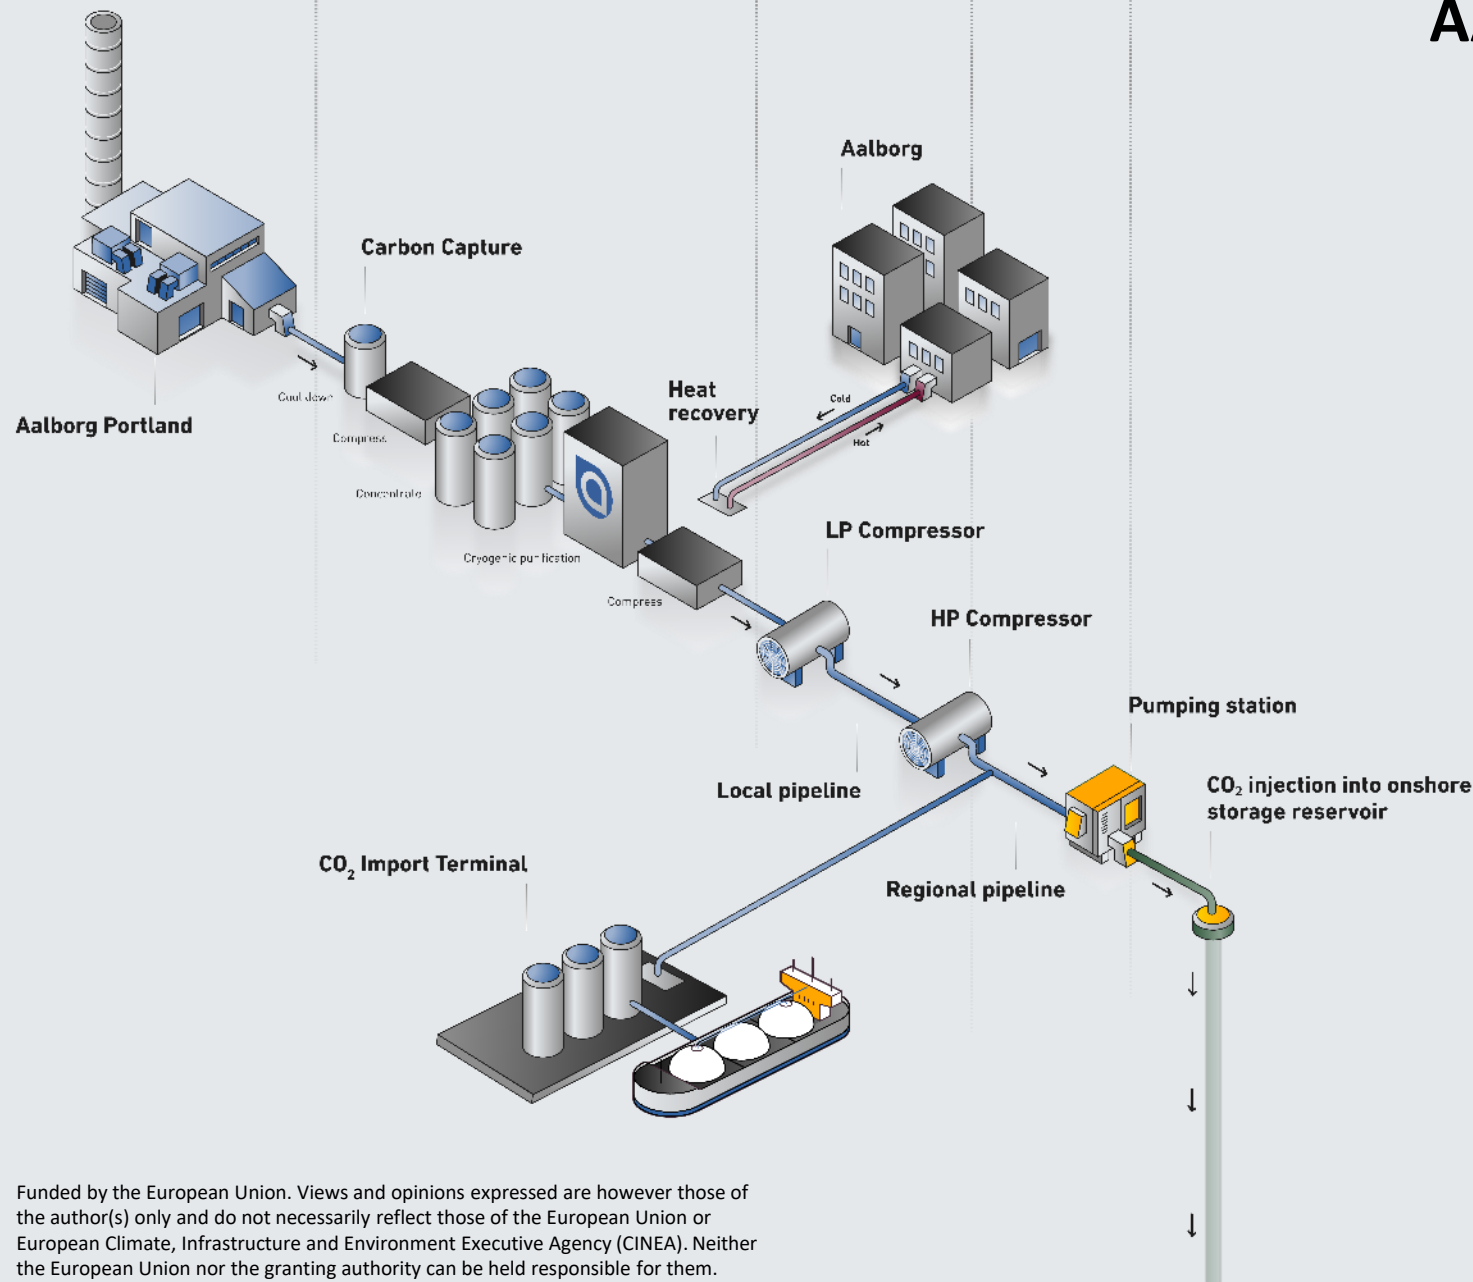 Aalborg
Carbon Capture
Aalborg Portland
Cool down
Compress
Concentrate
Cryogenic purification
Compress
Heat
recovery
Cold
Hot
LP Compressor
HP Compressor
Pumping station
Local pipeline
CO₂ injection into onshore
storage reservoir
CO₂ Import Terminal
Regional pipeline
Funded by the European Union. Views and opinions expressed are however those of
the author(s) only and do not necessarily reflect those of the European Union or
European Climate, Infrastructure and Environment Executive Agency (CINEA). Neither
the European Union nor the granting authority can be held responsible for them.